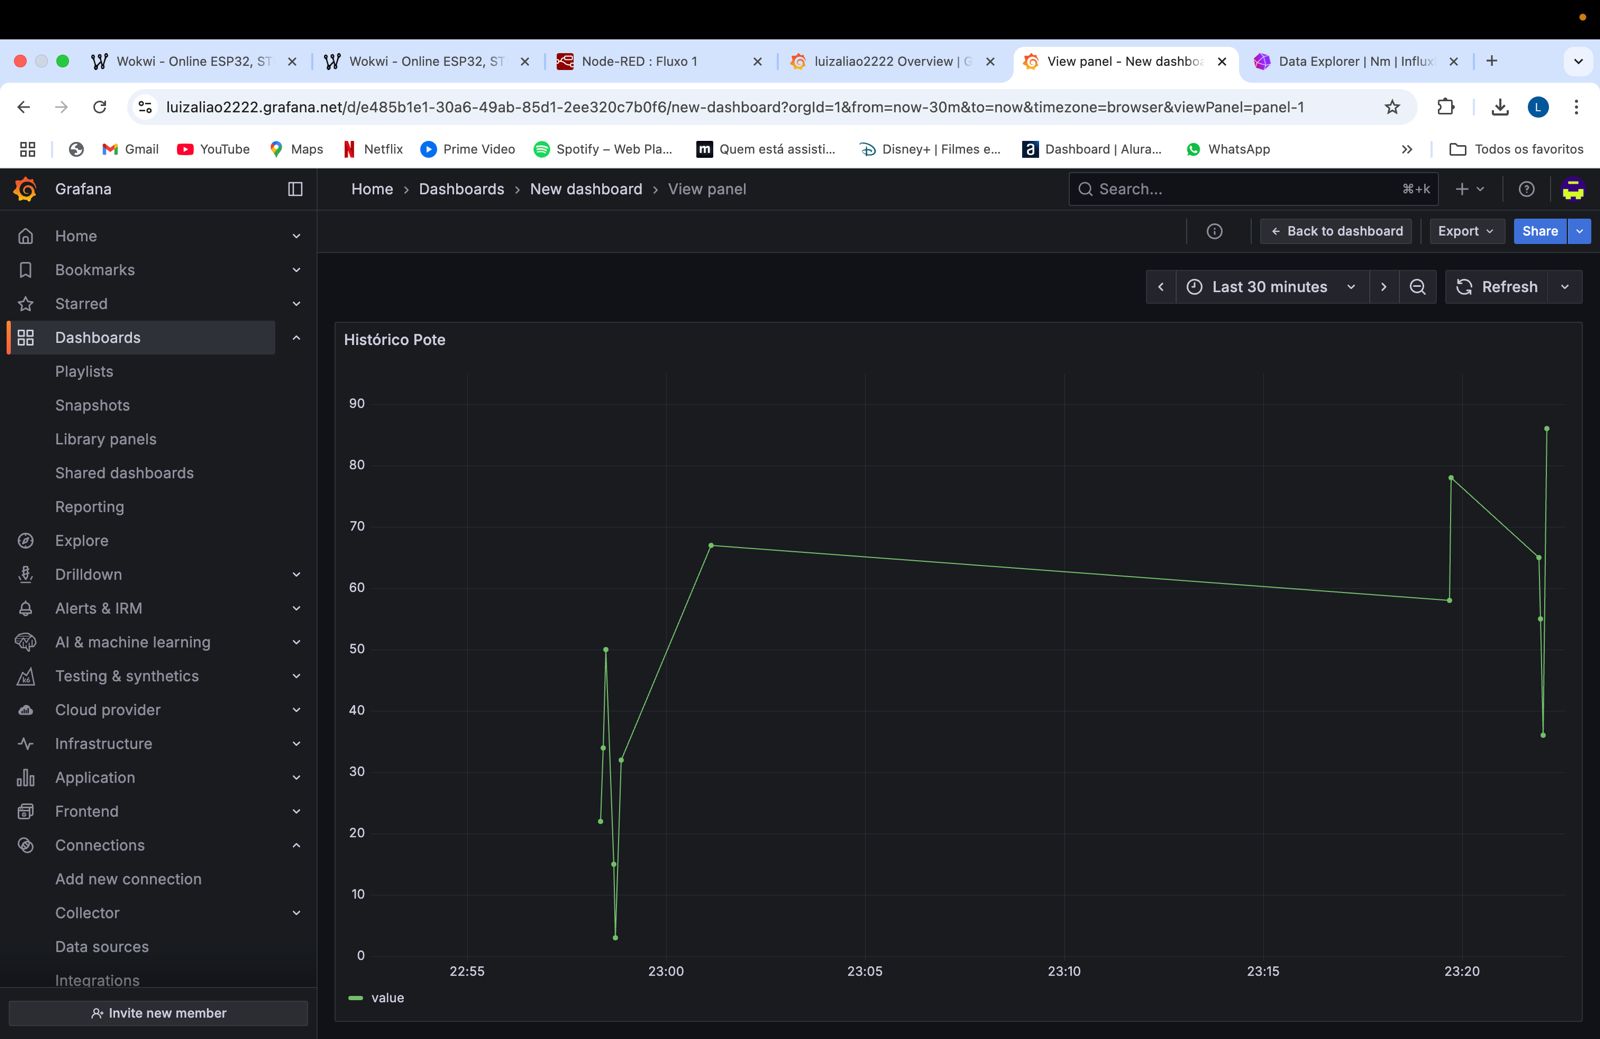 Wokwi - Online ESP32, ST
Wokwi - Online ESP32, ST
Node-RED : Fluxo 1
luizaliao2222 Overview | G
View panel - New dashboa
Data Explorer | Nm | Influx
luizaliao2222.grafana.net/d/e485b1e1-30a6-49ab-85d1-2ee320c7b0f6/new-dashboard?orgId=1&from=now-30m&to=now&timezone=browser&viewPanel=panel-1
L
Gmail
YouTube
Maps
Netflix
Prime Video
Spotify – Web Pla...
Quem está assisti...
Disney+ | Filmes e...
Dashboard | Alura...
WhatsApp
Todos os favoritos
Grafana
Home › Dashboards › New dashboard › View panel
Search...
⌘+k
Back to dashboard
Export
Share
Last 30 minutes
Refresh
Home
Bookmarks
Starred
Dashboards
Playlists
Snapshots
Library panels
Shared dashboards
Reporting
Explore
Drilldown
Alerts & IRM
AI & machine learning
Testing & synthetics
Cloud provider
Infrastructure
Application
Frontend
Connections
Add new connection
Collector
Data sources
Integrations
Invite new member
Histórico Pote
90
80
70
60
50
40
30
20
10
0
22:55
23:00
23:05
23:10
23:15
23:20
value